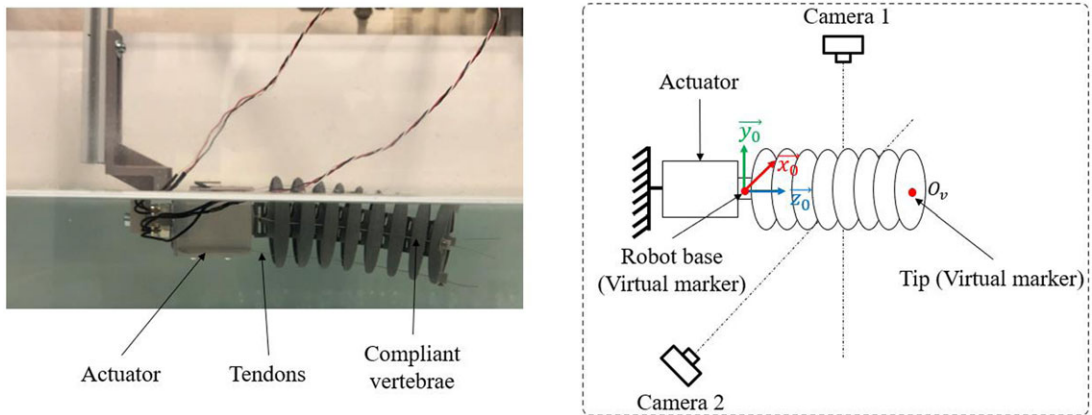 Actuator
Tendons
Compliant
vertebrae
Camera 1
Actuator
y₀
x₀
z₀
Oᵥ
Robot base
(Virtual marker)
Tip (Virtual marker)
Camera 2